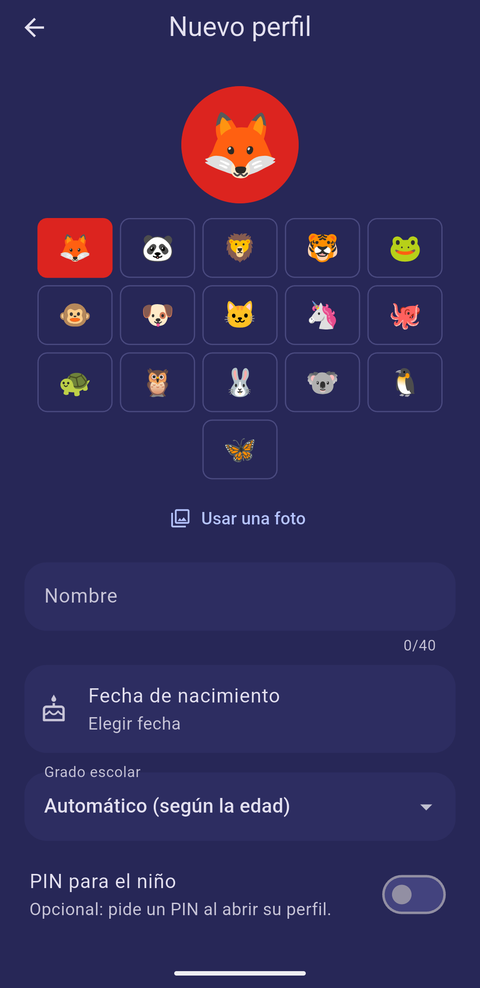 Nuevo perfil
Usar una foto
Nombre
0/40
Fecha de nacimiento
Elegir fecha
Grado escolar
Automático (según la edad)
PIN para el niño
Opcional: pide un PIN al abrir su perfil.